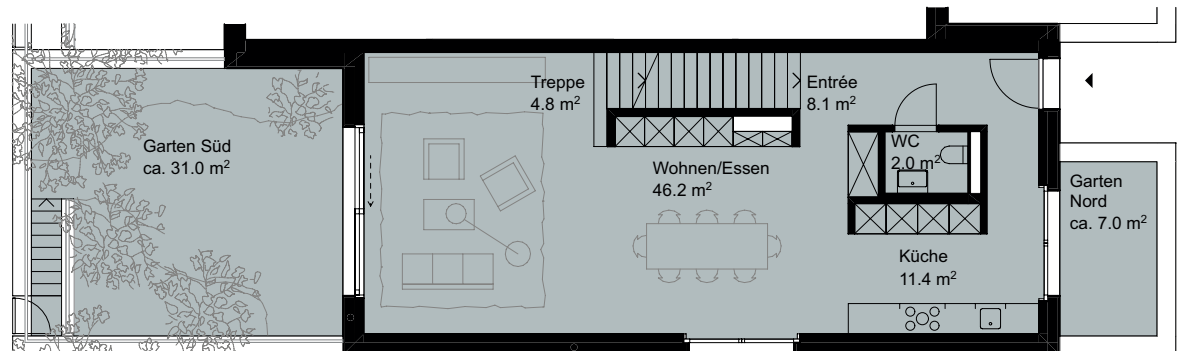 Treppe
4.8 m²
Entrée
8.1 m²
Garten Süd
ca. 31.0 m²
WC
2.0 m²
Wohnen/Essen
46.2 m²
Garten
Nord
ca. 7.0 m²
Küche
11.4 m²